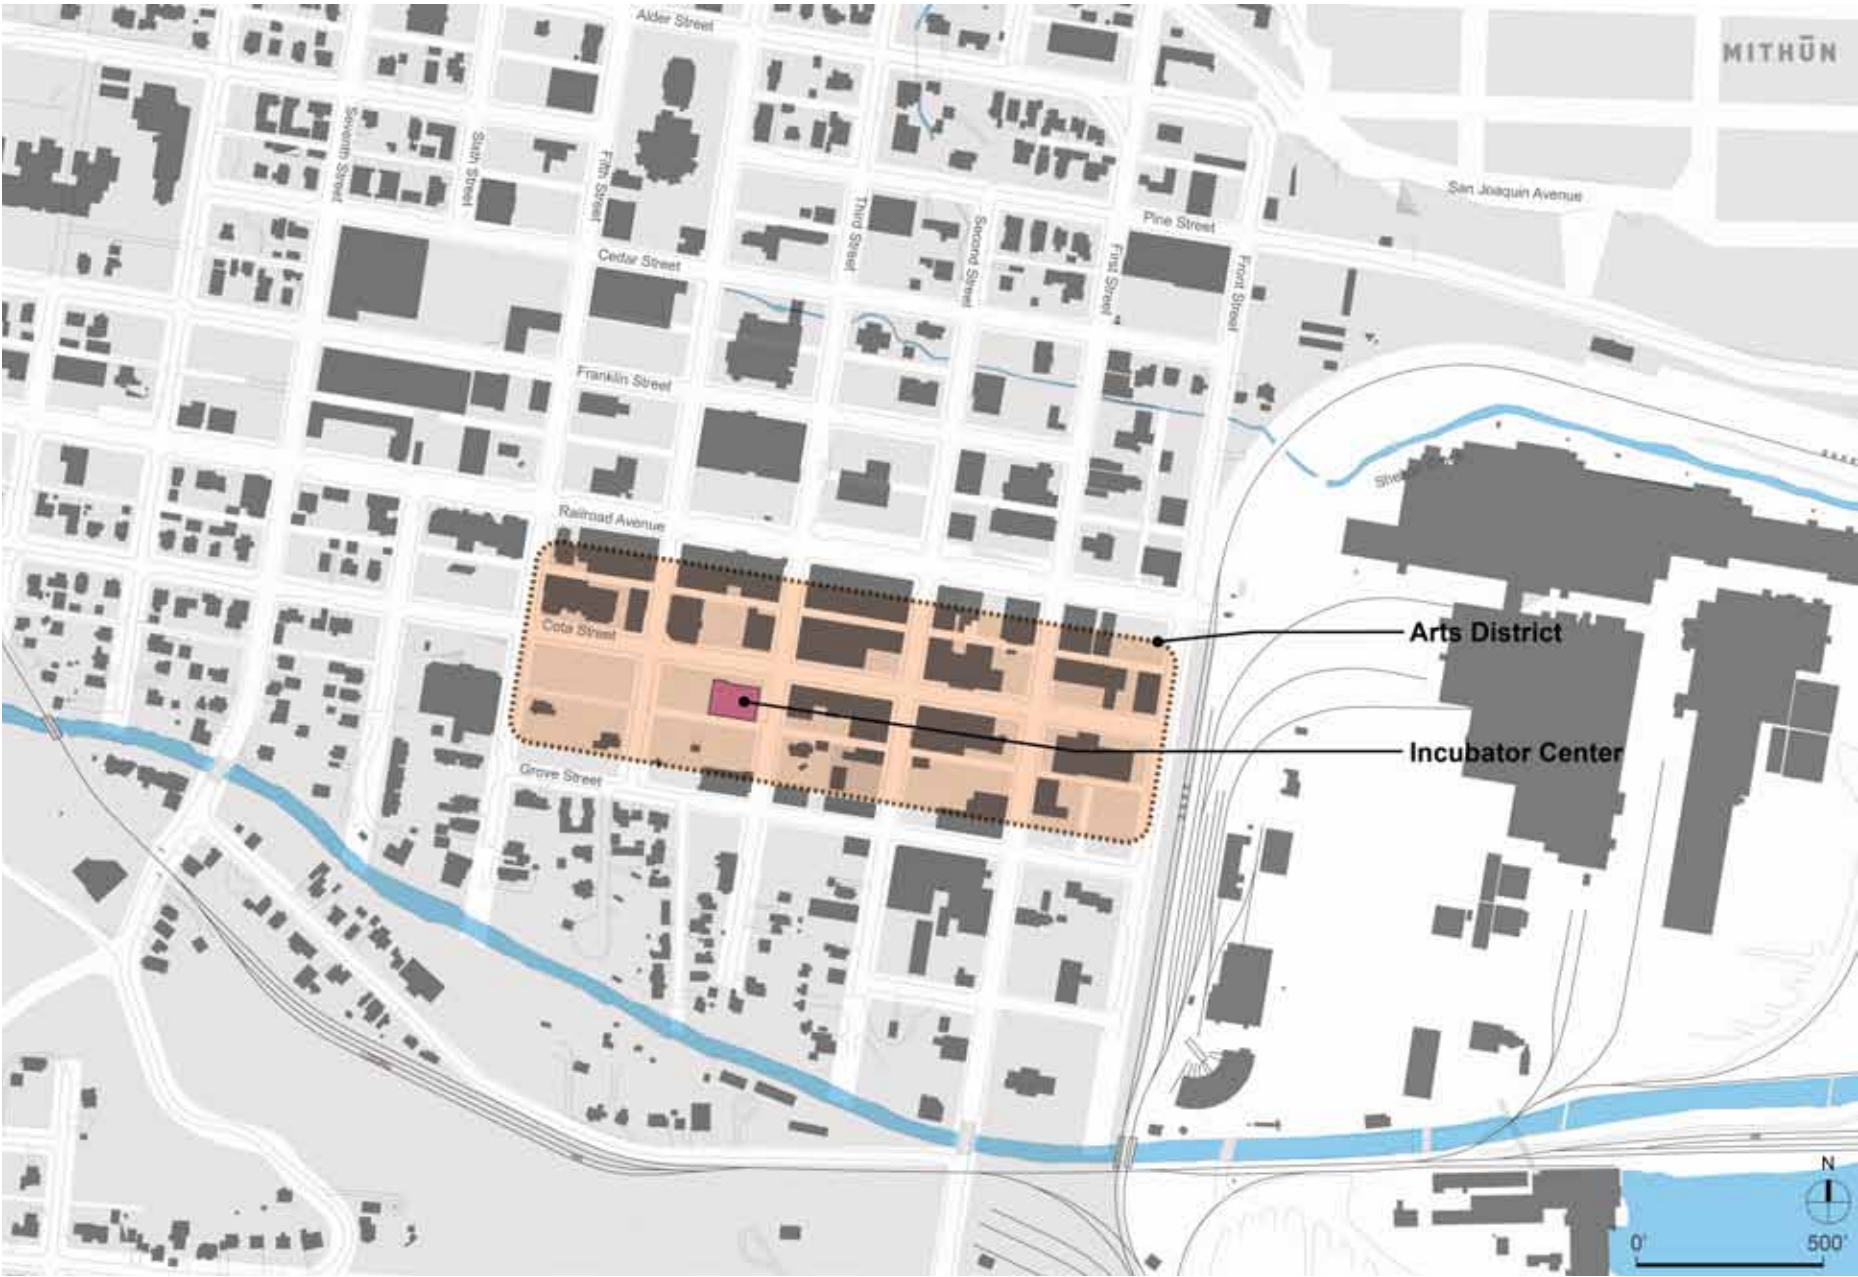 Alder Street
MITHŪN
Seventh Street
Sixth Street
Fifth Street
San Joaquin Avenue
Third Street
Second Street
Pine Street
First Street
Front Street
Cedar Street
Franklin Street
Railroad Avenue
Cota Street
Arts District
Incubator Center
Grove Street
N
0'
500'